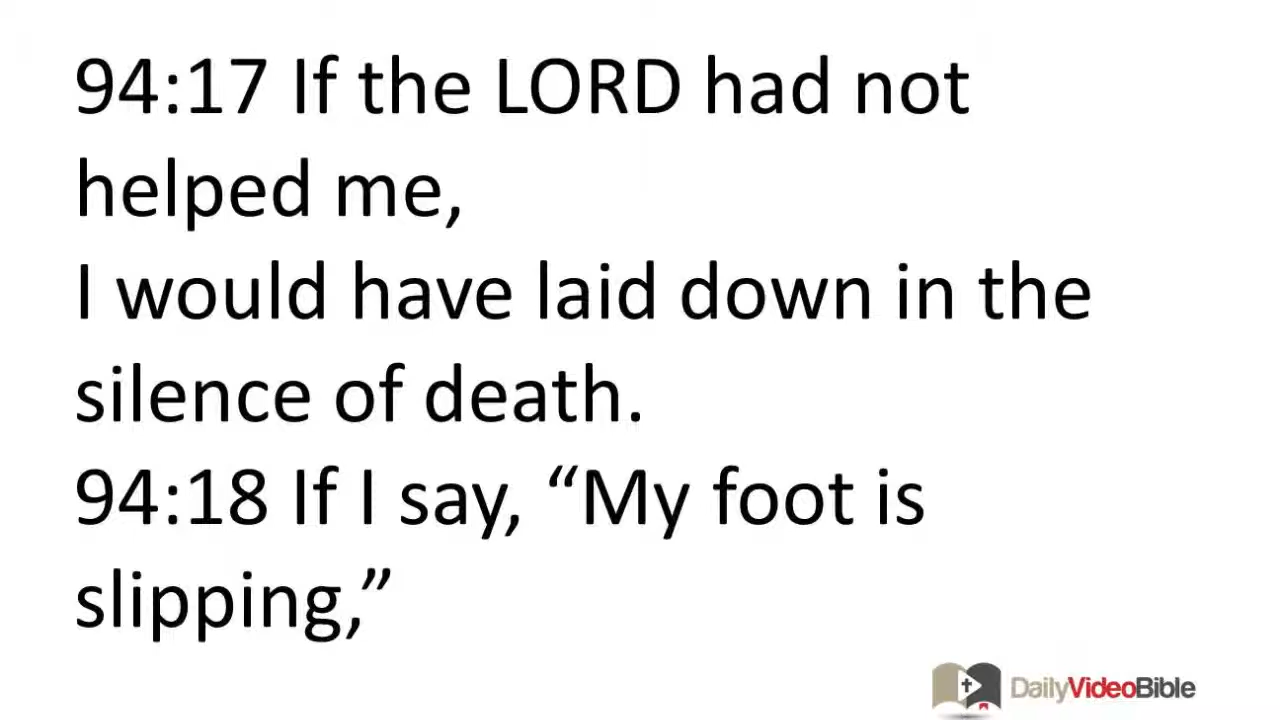 94:17 If the LORD had not
helped me,
I would have laid down in the
silence of death.
94:18 If I say, “My foot is
slipping,”
DailyVideoBible